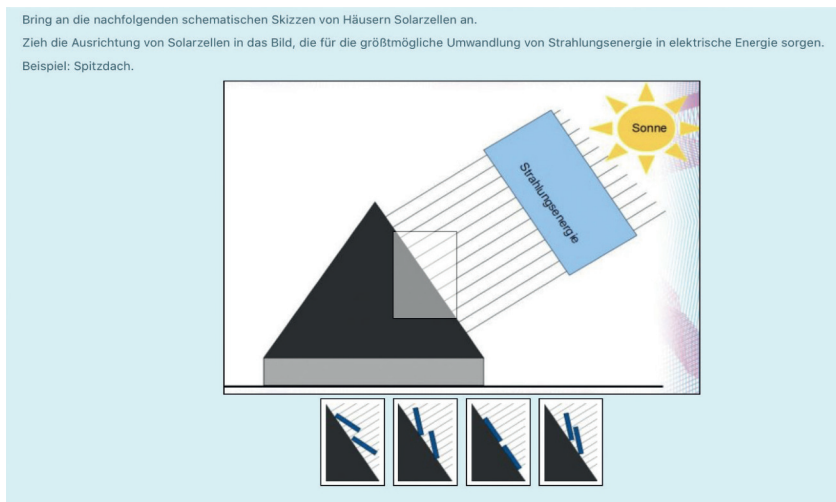 Bring an die nachfolgenden schematischen Skizzen von Häusern Solarzellen an.
Zieh die Ausrichtung von Solarzellen in das Bild, die für die größtmögliche Umwandlung von Strahlungsenergie in elektrische Energie sorgen.
Beispiel: Spitzdach.
Sonne
Strahlungsenergie